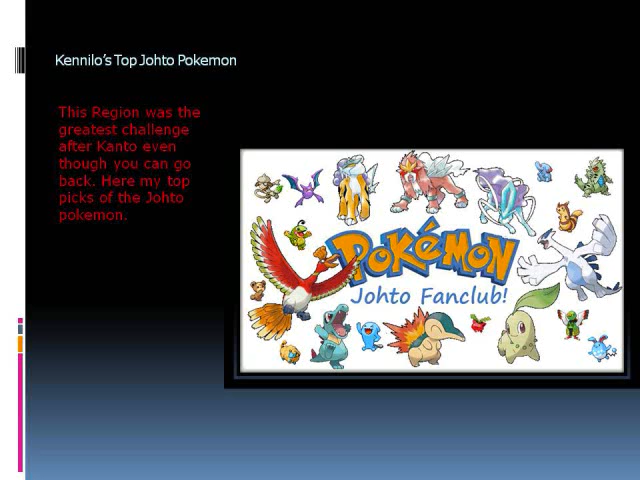 Kennilo's Top Johto Pokemon
This Region was the
greatest challenge
after Kanto even
though you can go
back. Here my top
picks of the Johto
pokemon.
POKéMON
Johto Fanclub!